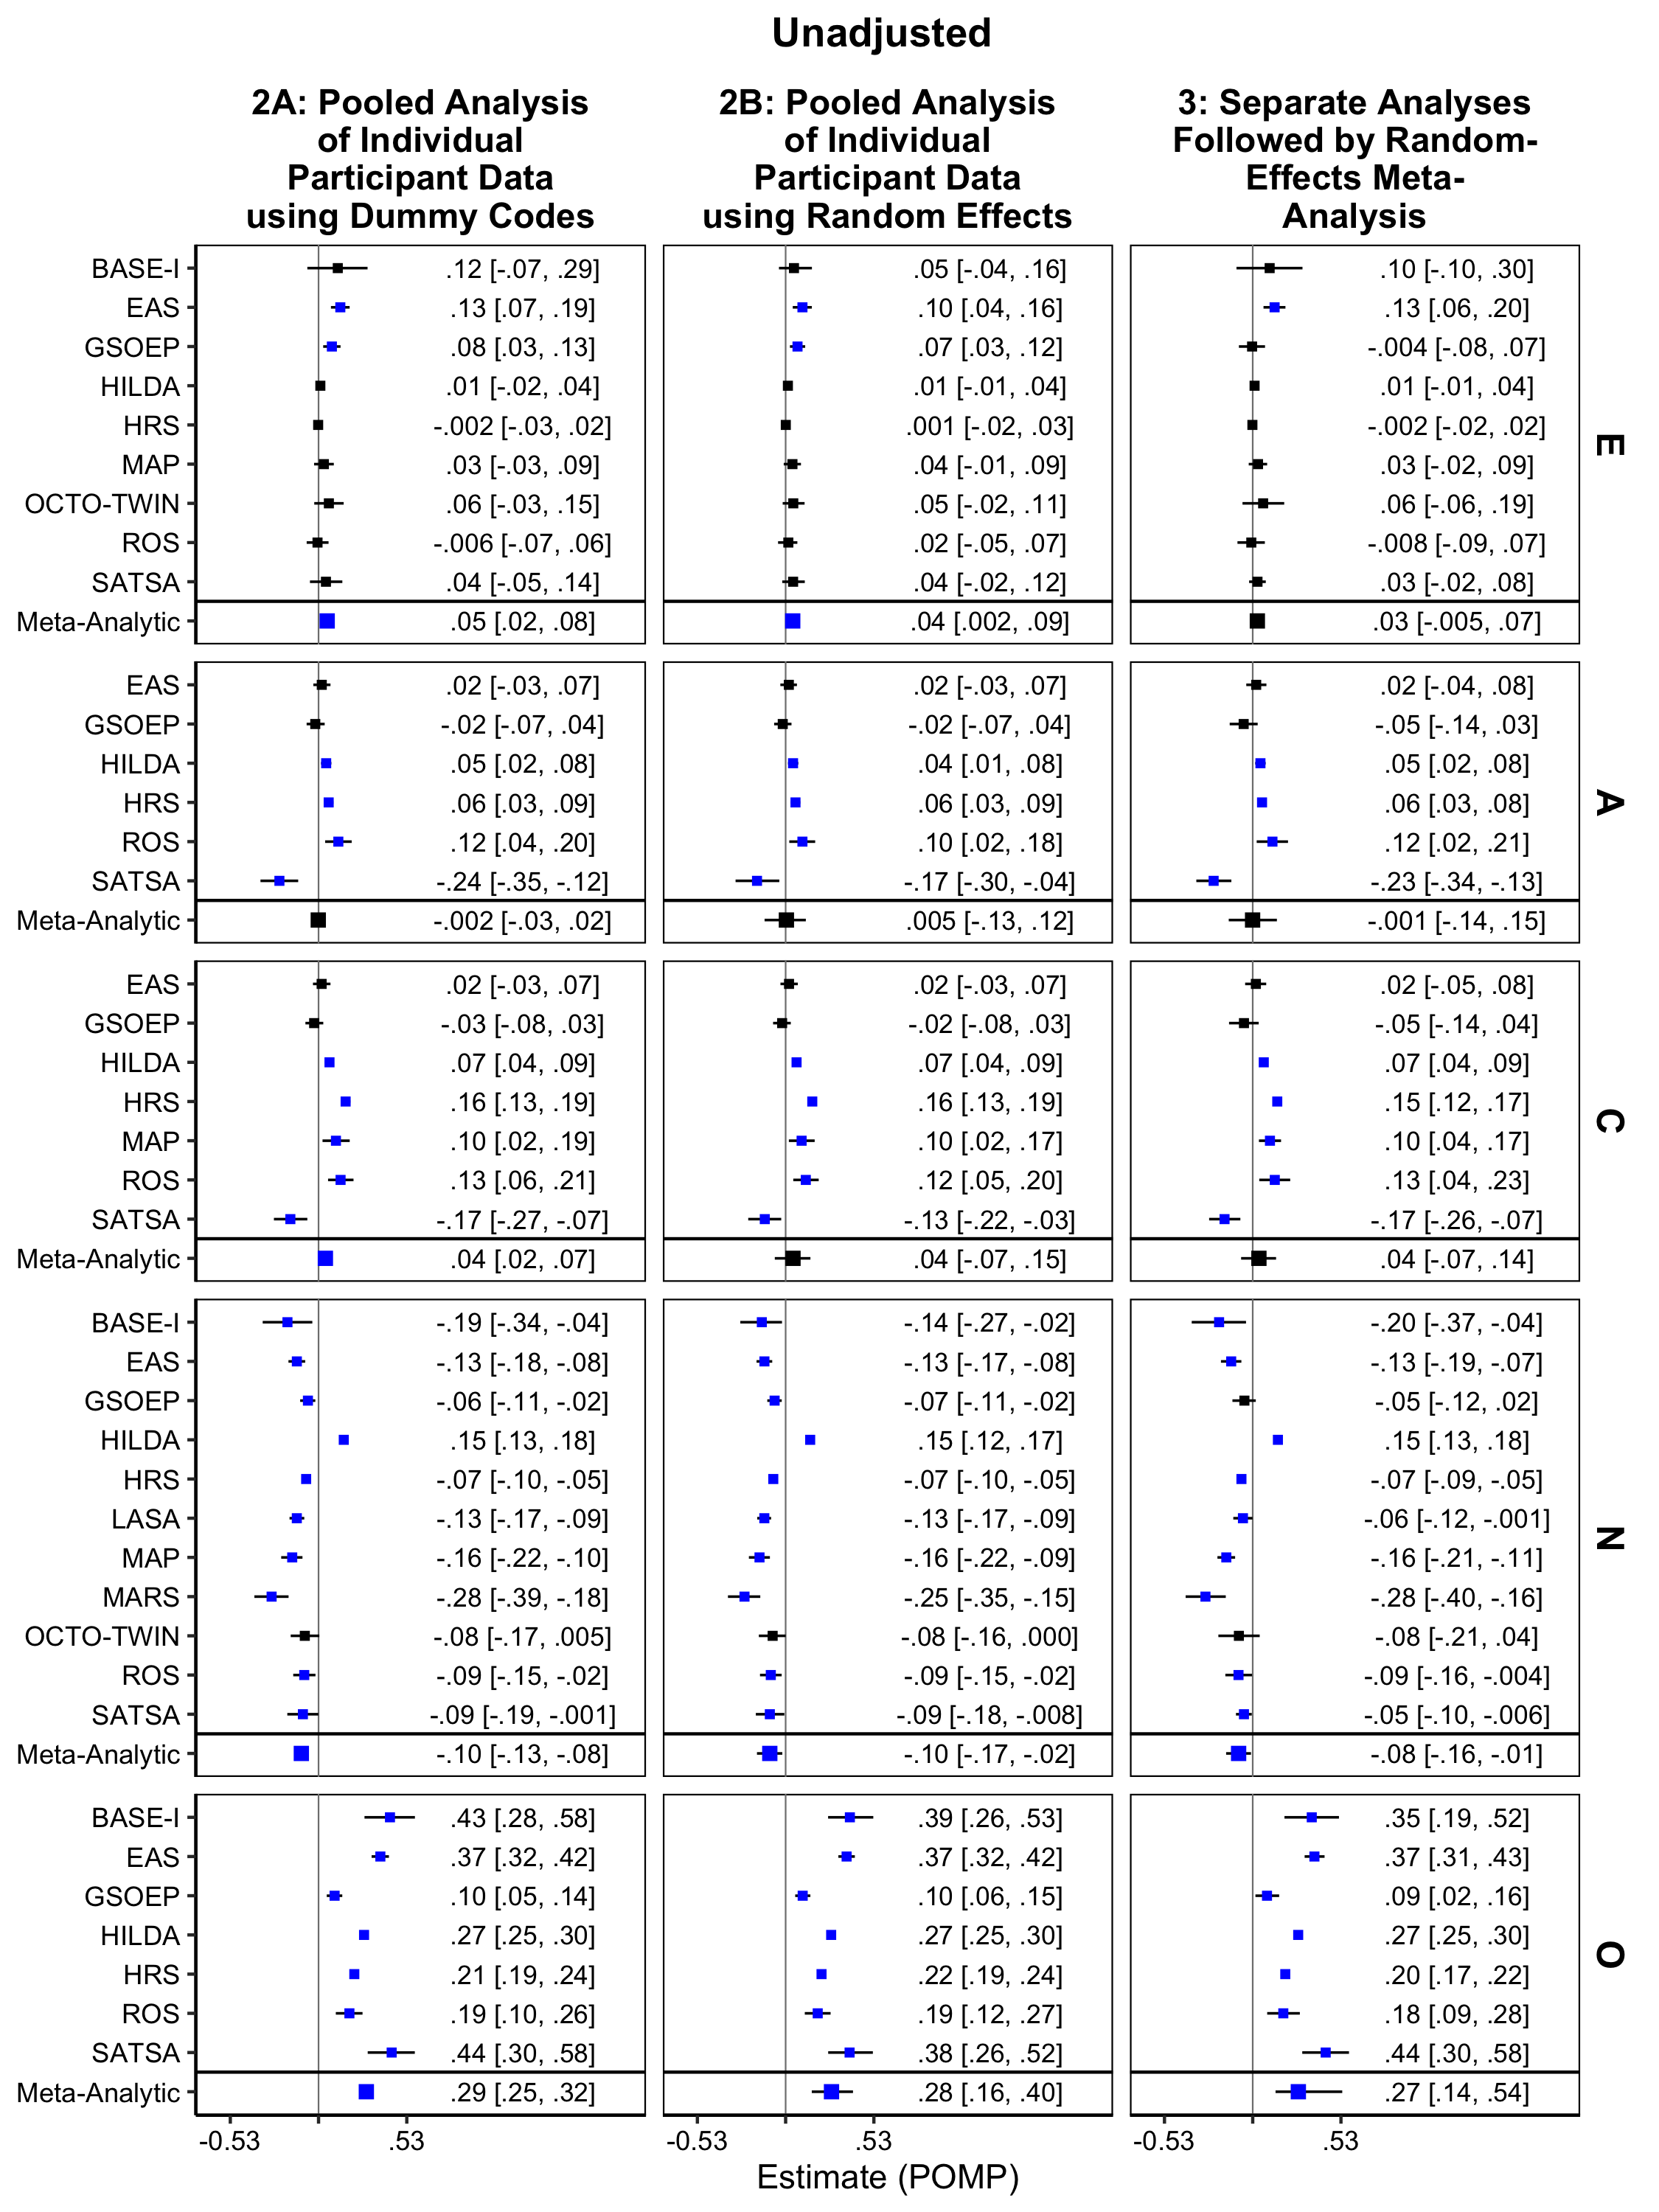 Unadjusted
2A: Pooled Analysis
of Individual
Participant Data
using Dummy Codes
2B: Pooled Analysis
of Individual
Participant Data
using Random Effects
3: Separate Analyses
Followed by Random-
Effects Meta-
Analysis
BASE-I .12 [-.07, .29] .05 [-.04, .16] .10 [-.10, .30]
EAS .13 [.07, .19] .10 [.04, .16] .13 [.06, .20]
GSOEP .08 [.03, .13] .07 [.03, .12] -.004 [-.08, .07]
HILDA .01 [-.02, .04] .01 [-.01, .04] .01 [-.01, .04]
HRS -.002 [-.03, .02] .001 [-.02, .03] -.002 [-.02, .02]
MAP .03 [-.03, .09] .04 [-.01, .09] .03 [-.02, .09]
OCTO-TWIN .06 [-.03, .15] .05 [-.02, .11] .06 [-.06, .19]
ROS -.006 [-.07, .06] .02 [-.05, .07] -.008 [-.09, .07]
SATSA .04 [-.05, .14] .04 [-.02, .12] .03 [-.02, .08]
Meta-Analytic .05 [.02, .08] .04 [.002, .09] .03 [-.005, .07]
E
EAS .02 [-.03, .07] .02 [-.03, .07] .02 [-.04, .08]
GSOEP -.02 [-.07, .04] -.02 [-.07, .04] -.05 [-.14, .03]
HILDA .05 [.02, .08] .04 [.01, .08] .05 [.02, .08]
HRS .06 [.03, .09] .06 [.03, .09] .06 [.03, .08]
ROS .12 [.04, .20] .10 [.02, .18] .12 [.02, .21]
SATSA -.24 [-.35, -.12] -.17 [-.30, -.04] -.23 [-.34, -.13]
Meta-Analytic -.002 [-.03, .02] .005 [-.13, .12] -.001 [-.14, .15]
A
EAS .02 [-.03, .07] .02 [-.03, .07] .02 [-.05, .08]
GSOEP -.03 [-.08, .03] -.02 [-.08, .03] -.05 [-.14, .04]
HILDA .07 [.04, .09] .07 [.04, .09] .07 [.04, .09]
HRS .16 [.13, .19] .16 [.13, .19] .15 [.12, .17]
MAP .10 [.02, .19] .10 [.02, .17] .10 [.04, .17]
ROS .13 [.06, .21] .12 [.05, .20] .13 [.04, .23]
SATSA -.17 [-.27, -.07] -.13 [-.22, -.03] -.17 [-.26, -.07]
Meta-Analytic .04 [.02, .07] .04 [-.07, .15] .04 [-.07, .14]
C
BASE-I -.19 [-.34, -.04] -.14 [-.27, -.02] -.20 [-.37, -.04]
EAS -.13 [-.18, -.08] -.13 [-.17, -.08] -.13 [-.19, -.07]
GSOEP -.06 [-.11, -.02] -.07 [-.11, -.02] -.05 [-.12, .02]
HILDA .15 [.13, .18] .15 [.12, .17] .15 [.13, .18]
HRS -.07 [-.10, -.05] -.07 [-.10, -.05] -.07 [-.09, -.05]
LASA -.13 [-.17, -.09] -.13 [-.17, -.09] -.06 [-.12, -.001]
MAP -.16 [-.22, -.10] -.16 [-.22, -.09] -.16 [-.21, -.11]
MARS -.28 [-.39, -.18] -.25 [-.35, -.15] -.28 [-.40, -.16]
OCTO-TWIN -.08 [-.17, .005] -.08 [-.16, .000] -.08 [-.21, .04]
ROS -.09 [-.15, -.02] -.09 [-.15, -.02] -.09 [-.16, -.004]
SATSA -.09 [-.19, -.001] -.09 [-.18, -.008] -.05 [-.10, -.006]
Meta-Analytic -.10 [-.13, -.08] -.10 [-.17, -.02] -.08 [-.16, -.01]
N
BASE-I .43 [.28, .58] .39 [.26, .53] .35 [.19, .52]
EAS .37 [.32, .42] .37 [.32, .42] .37 [.31, .43]
GSOEP .10 [.05, .14] .10 [.06, .15] .09 [.02, .16]
HILDA .27 [.25, .30] .27 [.25, .30] .27 [.25, .30]
HRS .21 [.19, .24] .22 [.19, .24] .20 [.17, .22]
ROS .19 [.10, .26] .19 [.12, .27] .18 [.09, .28]
SATSA .44 [.30, .58] .38 [.26, .52] .44 [.30, .58]
Meta-Analytic .29 [.25, .32] .28 [.16, .40] .27 [.14, .54]
O
-0.53 .53 -0.53 .53 -0.53 .53
Estimate (POMP)